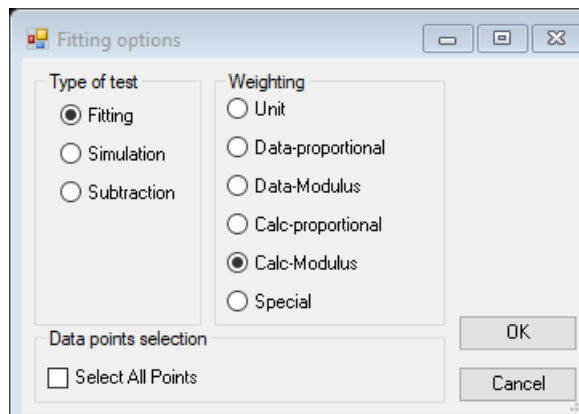 Fitting options
Type of test
Fitting
Simulation
Subtraction
Weighting
Unit
Data-proportional
Data-Modulus
Calc-proportional
Calc-Modulus
Special
Data points selection
Select All Points
OK
Cancel